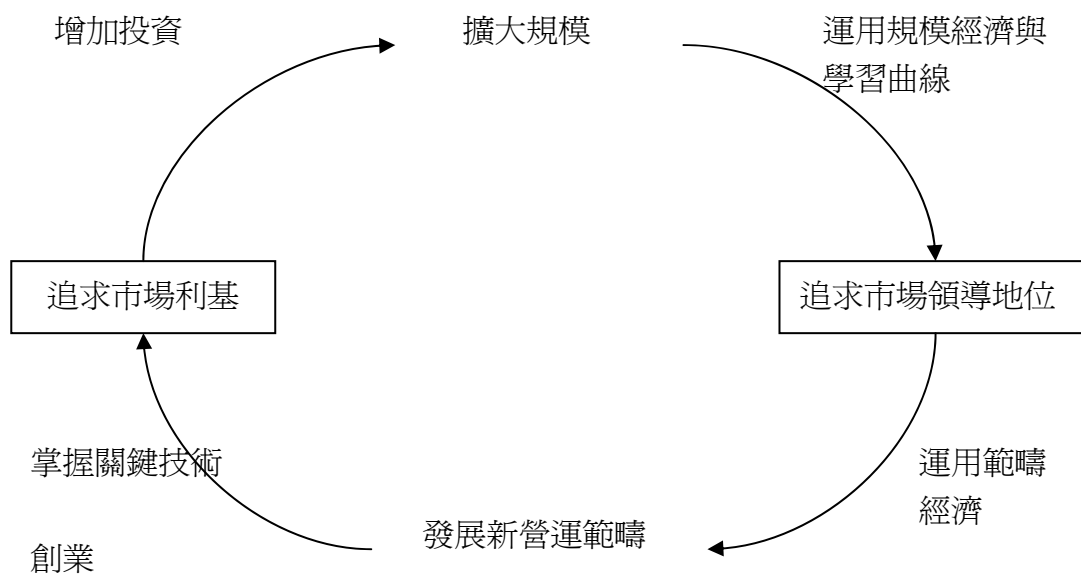 增加投資
擴大規模
運用規模經濟與
學習曲線
追求市場利基
追求市場領導地位
掌握關鍵技術
運用範疇
經濟
發展新營運範疇
創業